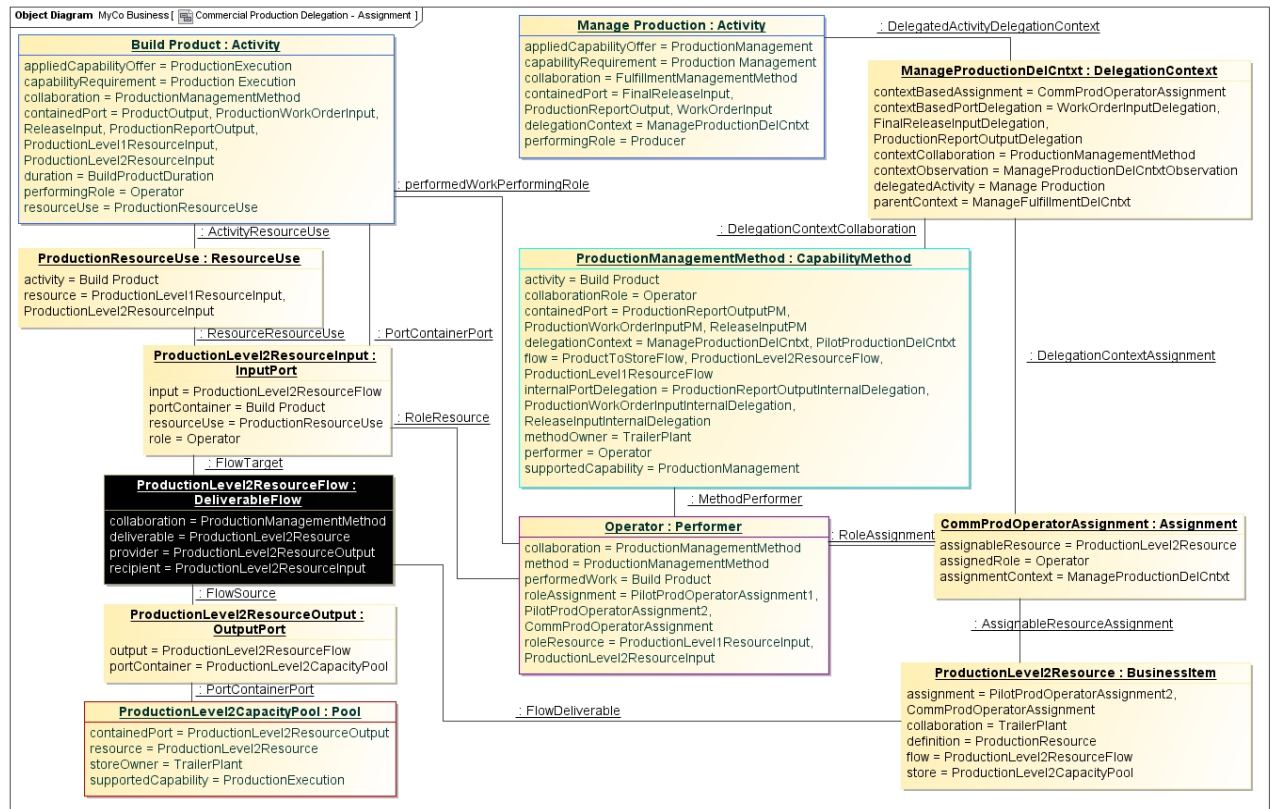 Object Diagram MyCo Business [ Commercial Production Delegation - Assignment ]
Build Product : Activity
appliedCapabilityOffer = ProductionExecution
capabilityRequirement = Production Execution
collaboration = ProductionManagementMethod
containedPort = ProductOutput, ProductionWorkOrderInput,
ReleaseInput, ProductionReportOutput,
ProductionLevel1ResourceInput,
ProductionLevel2ResourceInput
duration = BuildProductDuration
performingRole = Operator
resourceUse = ProductionResourceUse
Manage Production : Activity
appliedCapabilityOffer = ProductionManagement
capabilityRequirement = Production Management
collaboration = FulfillmentManagementMethod
containedPort = FinalReleaseInput,
ProductionReportOutput, WorkOrderInput
delegationContext = ManageProductionDelCntxt
performingRole = Producer
: DelegatedActivityDelegationContext
ManageProductionDelCntxt : DelegationContext
contextBasedAssignment = CommProdOperatorAssignment
contextBasedPortDelegation = WorkOrderInputDelegation,
FinalReleaseInputDelegation,
ProductionReportOutputDelegation
contextCollaboration = ProductionManagementMethod
contextObservation = ManageProductionDelCntxtObservation
delegatedActivity = Manage Production
parentContext = ManageFulfillmentDelCntxt
: performedWorkPerformingRole
: ActivityResourceUse
: DelegationContextCollaboration
ProductionResourceUse : ResourceUse
activity = Build Product
resource = ProductionLevel1ResourceInput,
ProductionLevel2ResourceInput
: ResourceResourceUse
: PortContainerPort
ProductionManagementMethod : CapabilityMethod
activity = Build Product
collaborationRole = Operator
containedPort = ProductionReportOutputPM,
ProductionWorkOrderInputPM, ReleaseInputPM
delegationContext = ManageProductionDelCntxt, PilotProductionDelCntxt
flow = ProductToStoreFlow, ProductionLevel2ResourceFlow,
ProductionLevel1ResourceFlow
internalPortDelegation = ProductionReportOutputInternalDelegation,
ProductionWorkOrderInputInternalDelegation,
ReleaseInputInternalDelegation
methodOwner = TrailerPlant
performer = Operator
supportedCapability = ProductionManagement
: DelegationContextAssignment
ProductionLevel2ResourceInput :
InputPort
input = ProductionLevel2ResourceFlow
portContainer = Build Product
resourceUse = ProductionResourceUse
role = Operator
: RoleResource
: FlowTarget
ProductionLevel2ResourceFlow :
DeliverableFlow
collaboration = ProductionManagementMethod
deliverable = ProductionLevel2Resource
provider = ProductionLevel2ResourceOutput
recipient = ProductionLevel2ResourceInput
: MethodPerformer
Operator : Performer
collaboration = ProductionManagementMethod
method = ProductionManagementMethod
performedWork = Build Product
roleAssignment = PilotProdOperatorAssignment1,
PilotProdOperatorAssignment2,
CommProdOperatorAssignment
roleResource = ProductionLevel1ResourceInput,
ProductionLevel2ResourceInput
: RoleAssignment
CommProdOperatorAssignment : Assignment
assignableResource = ProductionLevel2Resource
assignedRole = Operator
assignmentContext = ManageProductionDelCntxt
: FlowSource
ProductionLevel2ResourceOutput :
OutputPort
output = ProductionLevel2ResourceFlow
portContainer = ProductionLevel2CapacityPool
: AssignableResourceAssignment
: PortContainerPort
ProductionLevel2CapacityPool : Pool
containedPort = ProductionLevel2ResourceOutput
resource = ProductionLevel2Resource
storeOwner = TrailerPlant
supportedCapability = ProductionExecution
: FlowDeliverable
ProductionLevel2Resource : BusinessItem
assignment = PilotProdOperatorAssignment2,
CommProdOperatorAssignment
collaboration = TrailerPlant
definition = ProductionResource
flow = ProductionLevel2ResourceFlow
store = ProductionLevel2CapacityPool